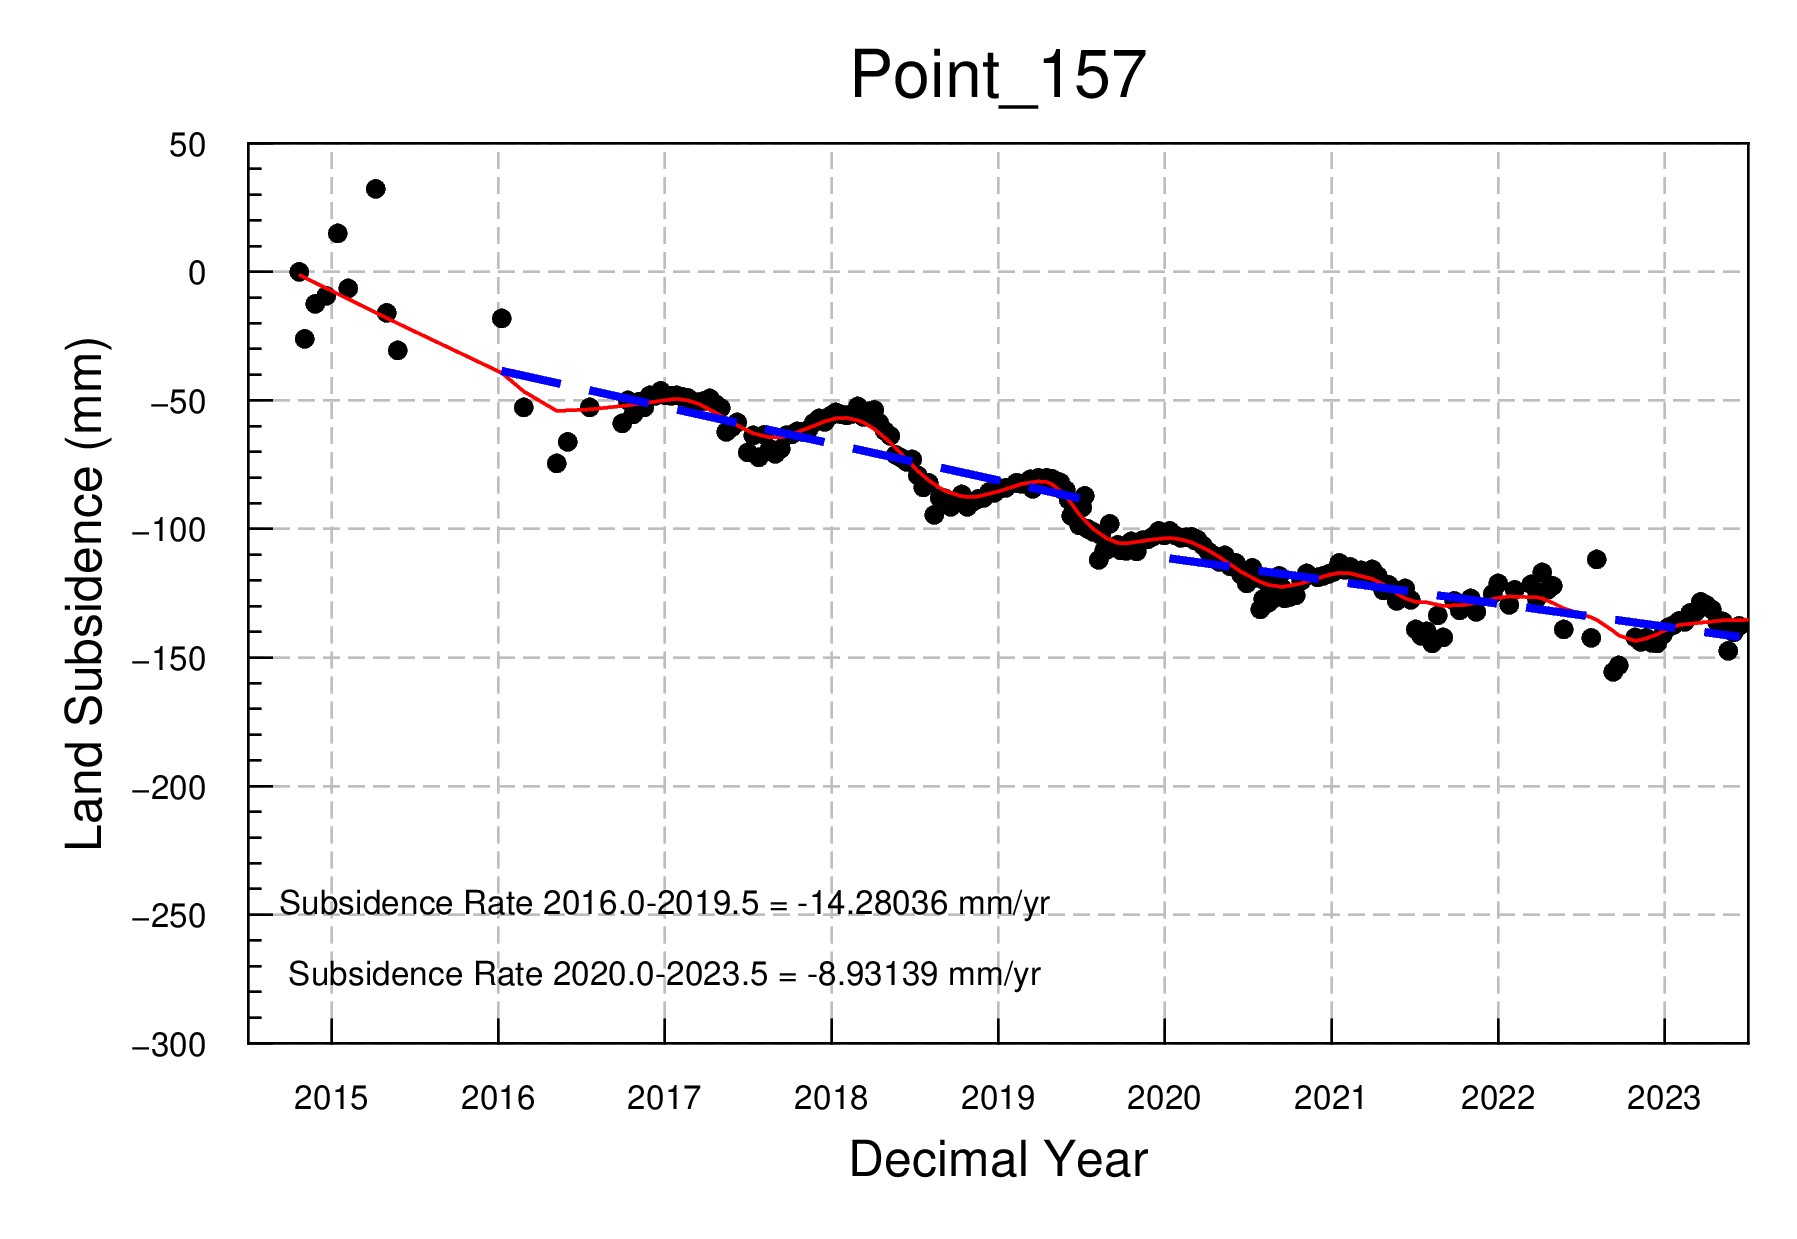 Point_157
50
0
−50
−100
−150
−200
−250
−300
Land Subsidence (mm)
Subsidence Rate 2016.0-2019.5 = -14.28036 mm/yr
Subsidence Rate 2020.0-2023.5 = -8.93139 mm/yr
2015 2016 2017 2018 2019 2020 2021 2022 2023
Decimal Year